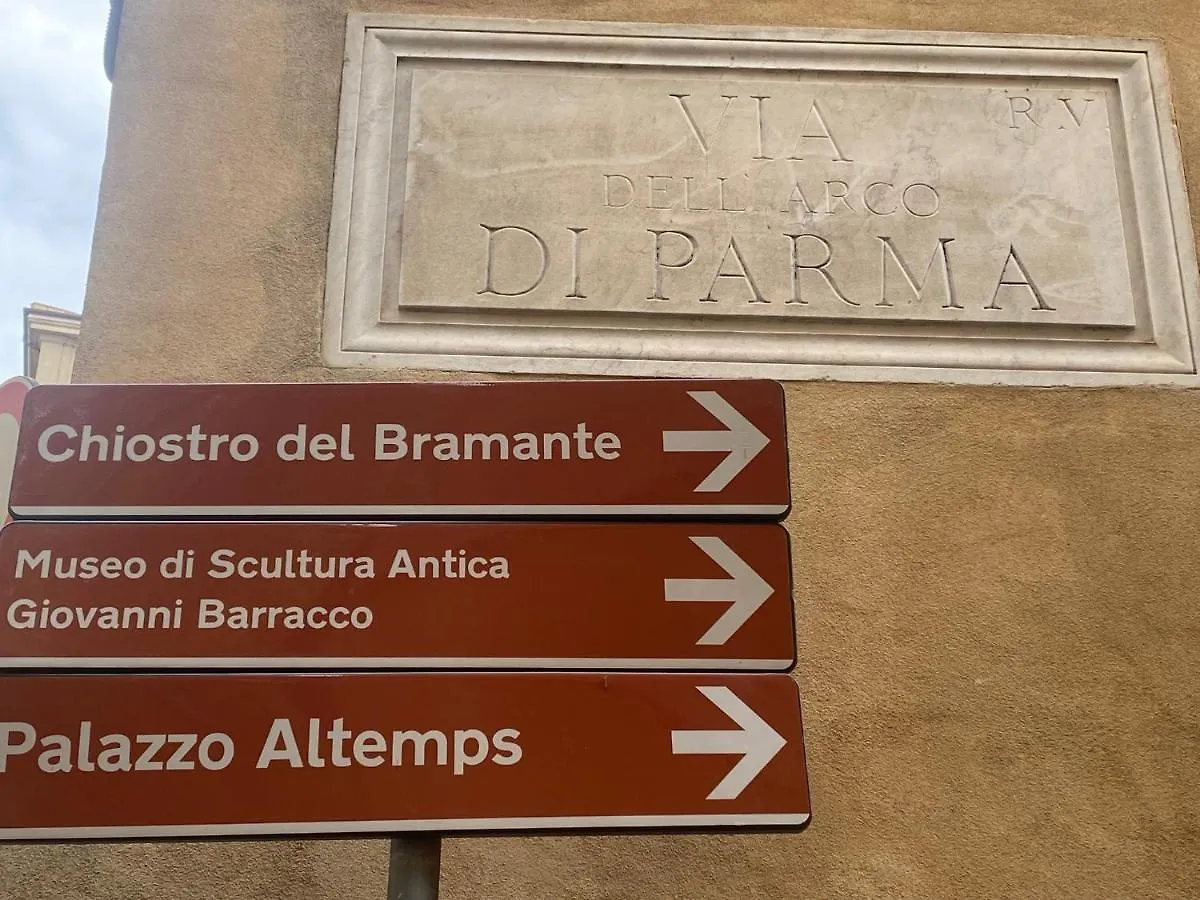 VIA R V
DELL' ARCO
DI PARMA
Chiostro del Bramante
Museo di Scultura Antica
Giovanni Barracco
Palazzo Altemps